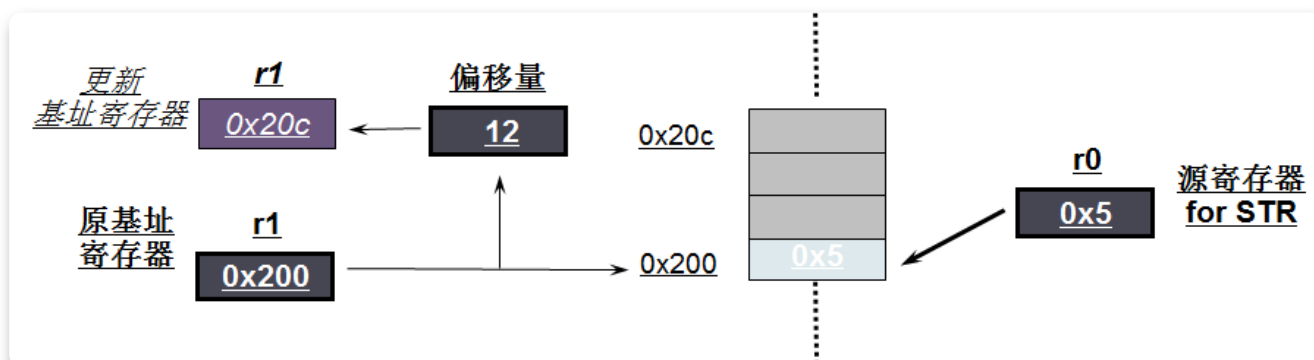 更新
基址寄存器
r1
0x20c
偏移量
12
原基址
寄存器
r1
0x200
0x20c
0x200
0x5
r0
0x5
源寄存器
for STR